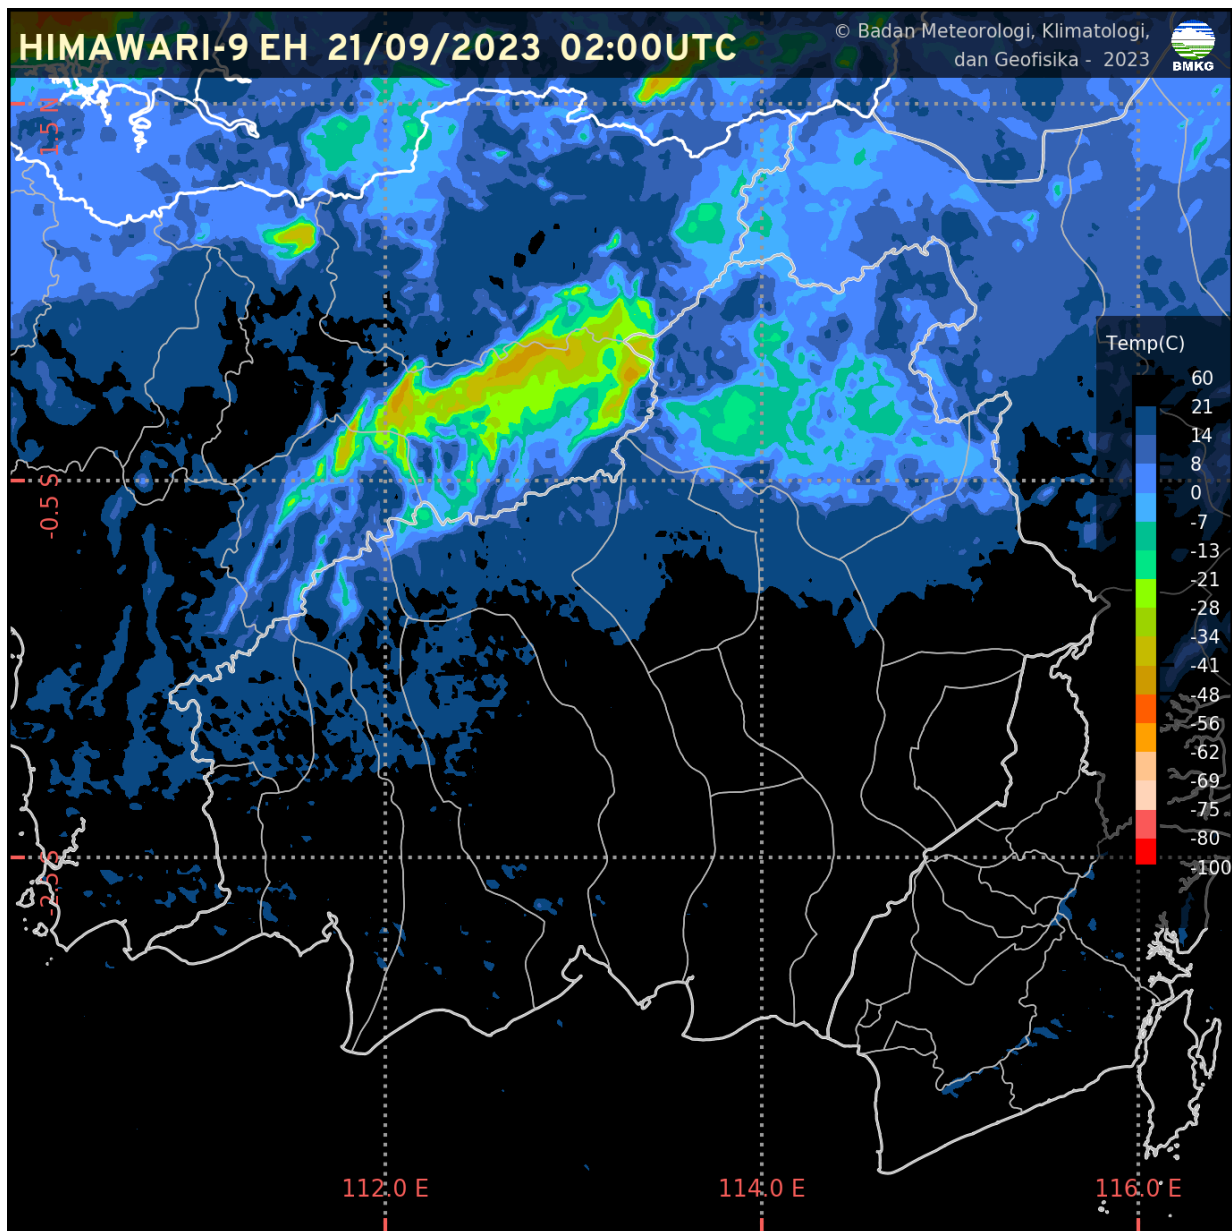 HIMAWARI-9 EH 21/09/2023 02:00UTC
© Badan Meteorologi, Klimatologi,
dan Geofisika - 2023
BMKG
1.5 N
-0.5 S
-2.5 S
Temp(C)
60
21
14
8
0
-7
-13
-21
-28
-34
-41
-48
-56
-62
-69
-75
-80
-100
112.0 E
114.0 E
116.0 E